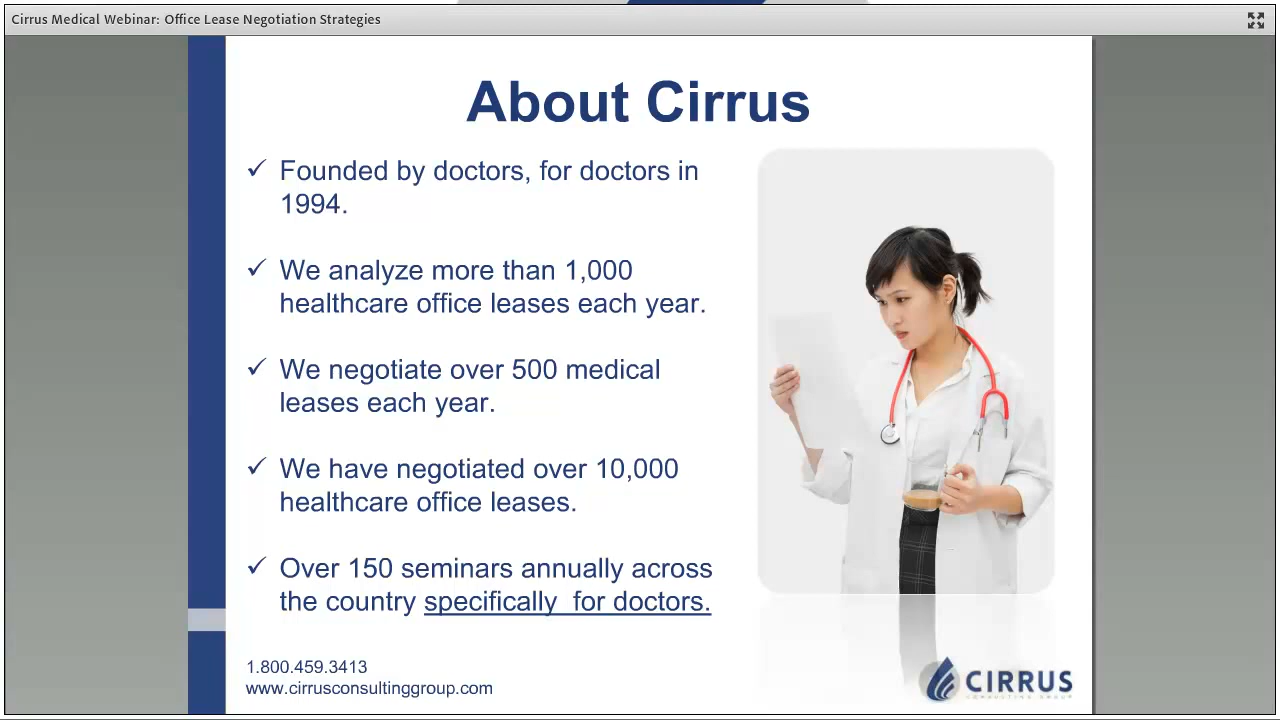 Cirrus Medical Webinar: Office Lease Negotiation Strategies
About Cirrus
✓ Founded by doctors, for doctors in
1994.
✓ We analyze more than 1,000
healthcare office leases each year.
✓ We negotiate over 500 medical
leases each year.
✓ We have negotiated over 10,000
healthcare office leases.
✓ Over 150 seminars annually across
the country specifically for doctors.
1.800.459.3413
www.cirrusconsultinggroup.com
CIRRUS
CONSULTING GROUP